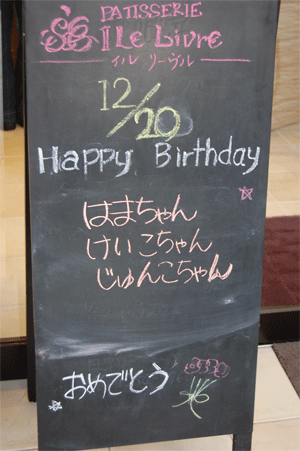 PATISSERIE
ILe Livre
イル リーヴル
12/20
Happy Birthday
はまちゃん
けいこちゃん
じゅんこちゃん
おめでとう